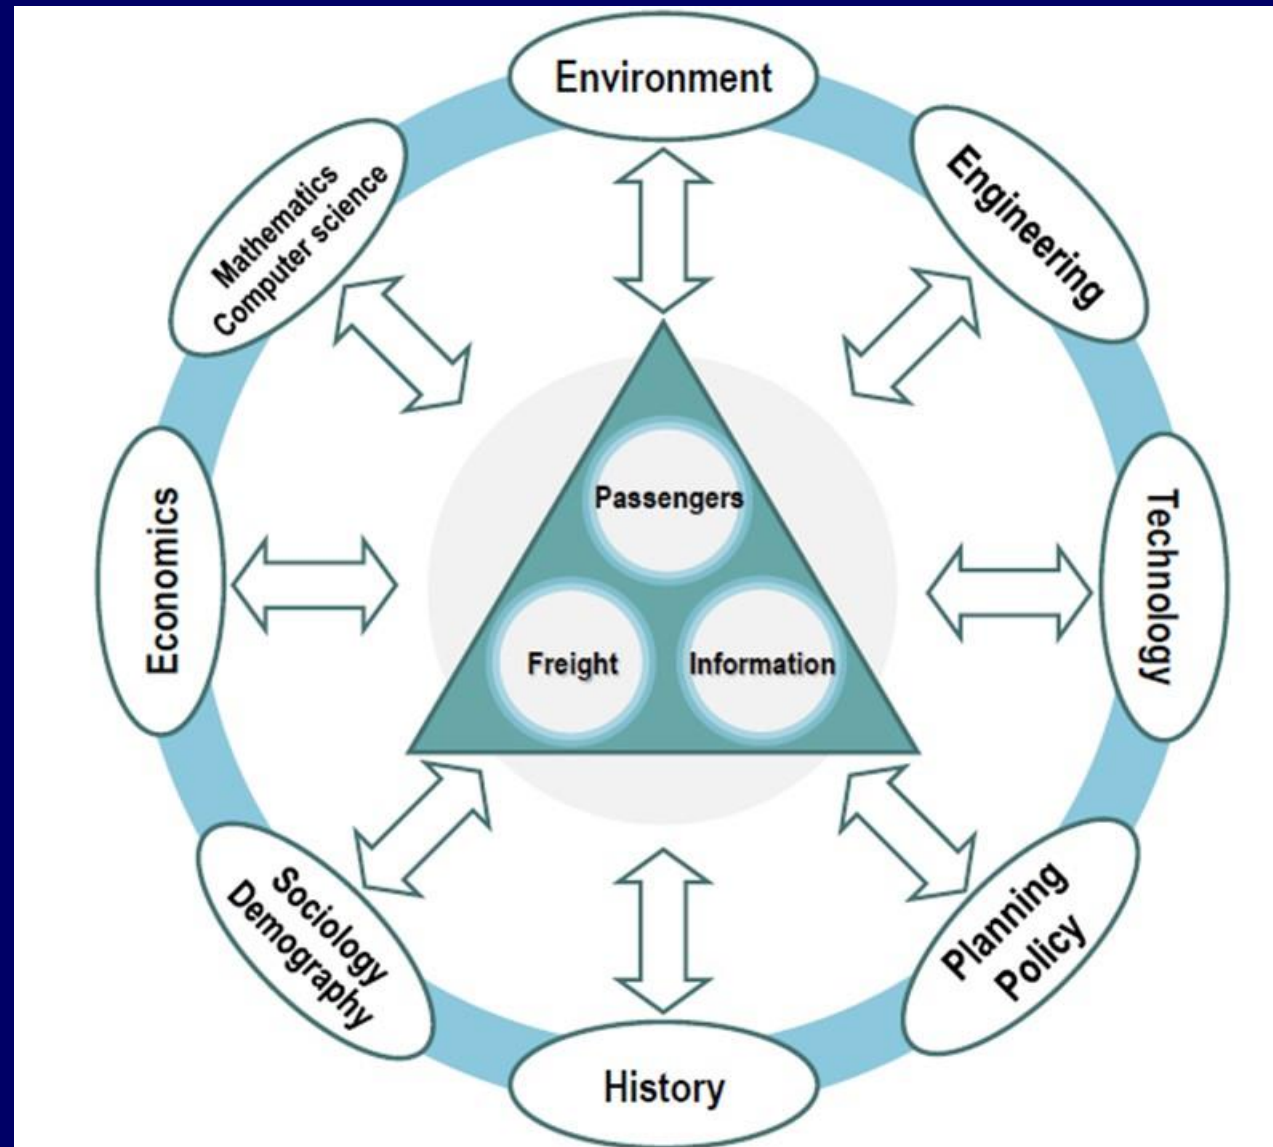 Environment
Engineering
Technology
Planning
Policy
History
Sociology
Demography
Economics
Mathematics
Computer science
Passengers
Freight
Information